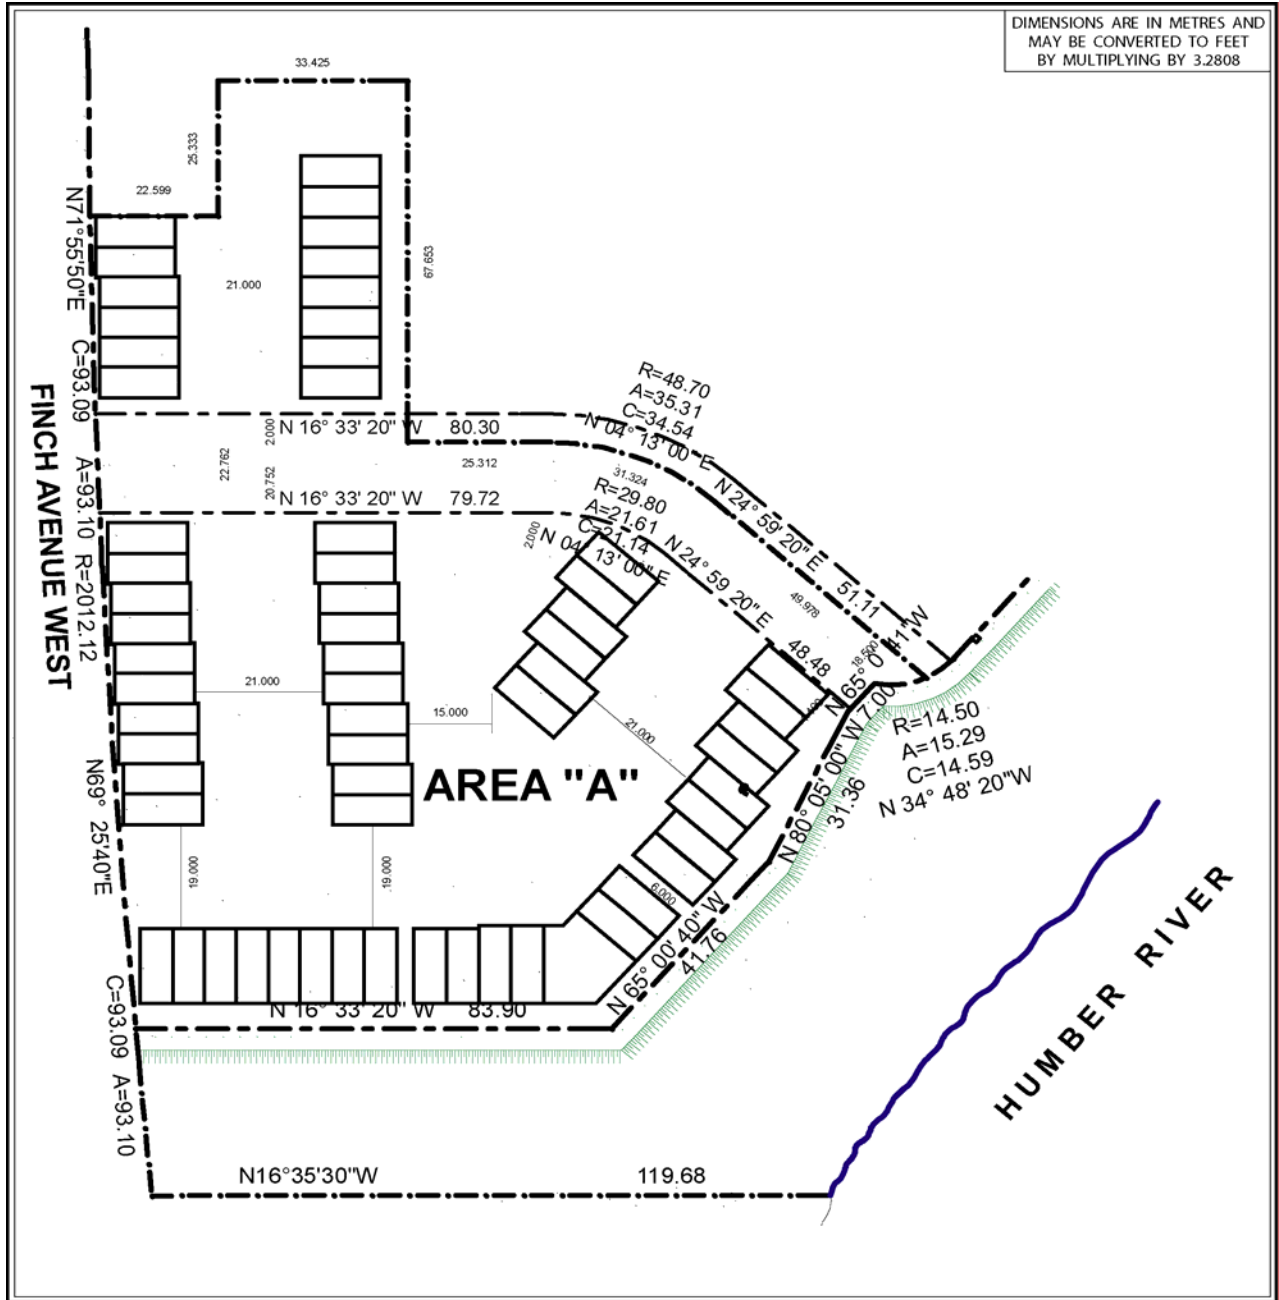 DIMENSIONS ARE IN METRES AND
MAY BE CONVERTED TO FEET
BY MULTIPLYING BY 3.2808
33.425
25.333
22.599
67.653
21.000
N71°55'50"E C=93.09 A=93.10 R=2012.12
FINCH AVENUE WEST
N69° 25'40"E C=93.09 A=93.10
2.000
N 16° 33' 20" W 80.30
22.762
20.752
25.312
N 16° 33' 20" W 79.72
R=48.70
A=35.31
C=34.54
N 04° 13' 00" E
N 24° 59' 20" E 51.11
31.324
R=29.80
A=21.61
C=21.14
N 04° 13' 00" E
2.000
N 24° 59' 20" E 48.48
49.978
18.500
7.00
R=14.50
A=15.29
C=14.59
N 34° 48' 20"W
N 80° 05' 00" W
31.36
21.000
15.000
21.000
AREA "A"
19.000
19.000
6.000
N 65° 00' 40" W
41.76
N 16° 33' 20" W 83.90
HUMBER RIVER
N16°35'30"W 119.68